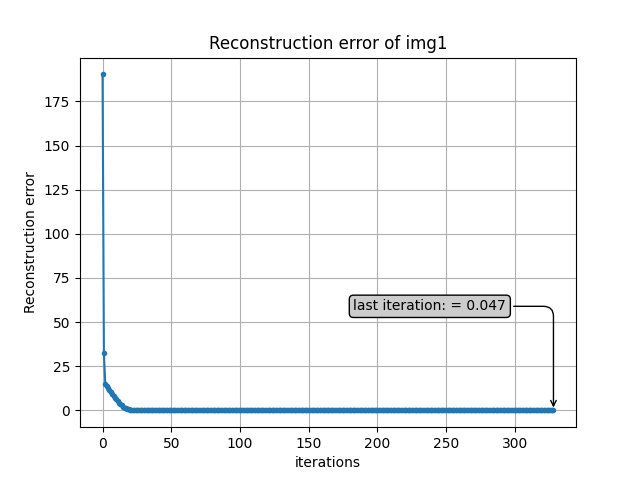 Reconstruction error of img1
Reconstruction error
175
150
125
100
75
50
25
0
last iteration: = 0.047
0 50 100 150 200 250 300
iterations